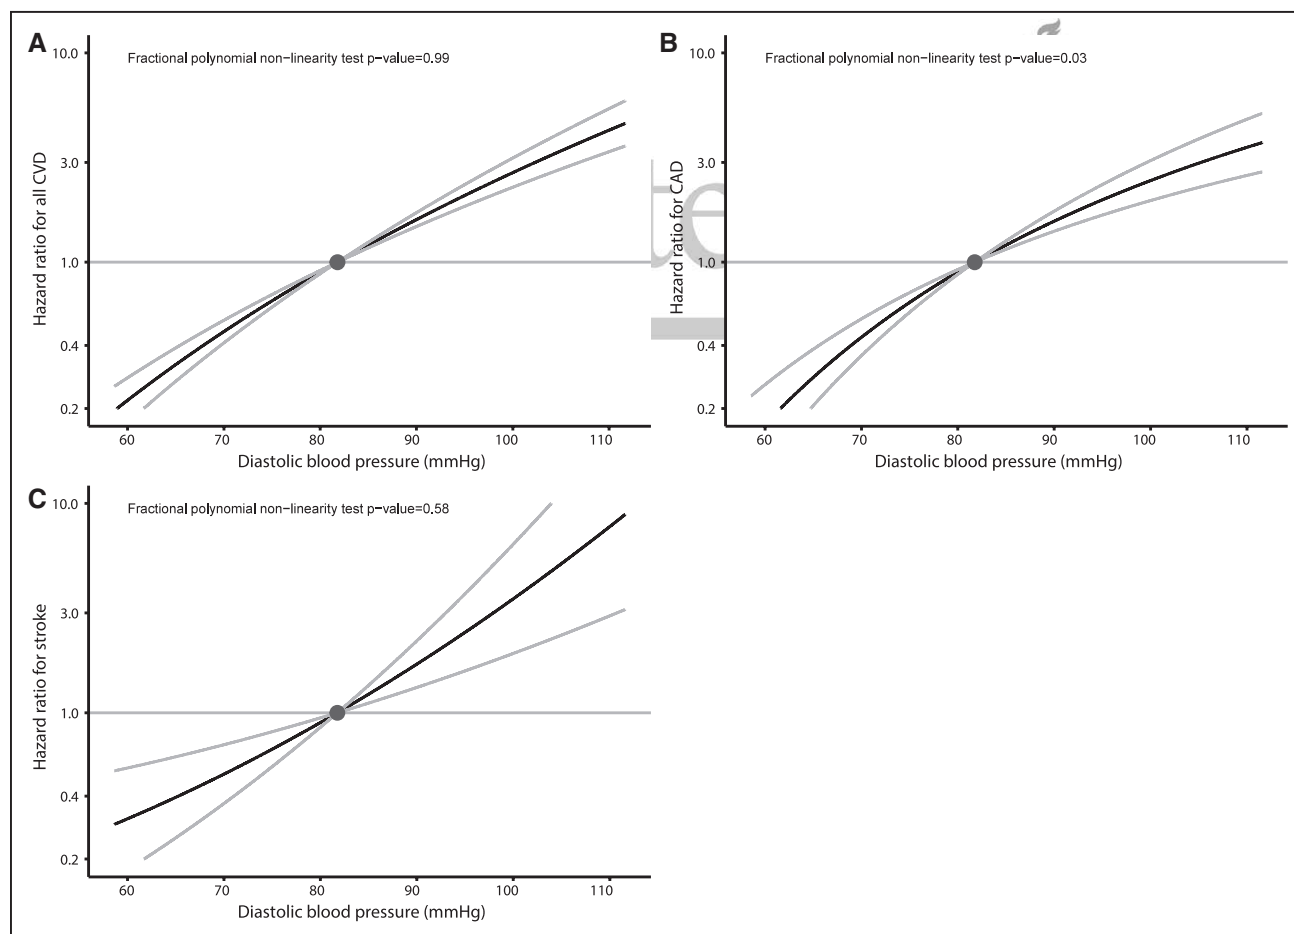 A
Fractional polynomial non−linearity test p−value=0.99
10.0
3.0
1.0
0.4
0.2
Hazard ratio for all CVD
60 70 80 90 100 110
Diastolic blood pressure (mmHg)
B
Fractional polynomial non−linearity test p−value=0.03
10.0
3.0
1.0
0.4
0.2
Hazard ratio for CAD
60 70 80 90 100 110
Diastolic blood pressure (mmHg)
C
Fractional polynomial non−linearity test p−value=0.58
10.0
3.0
1.0
0.4
0.2
Hazard ratio for stroke
60 70 80 90 100 110
Diastolic blood pressure (mmHg)